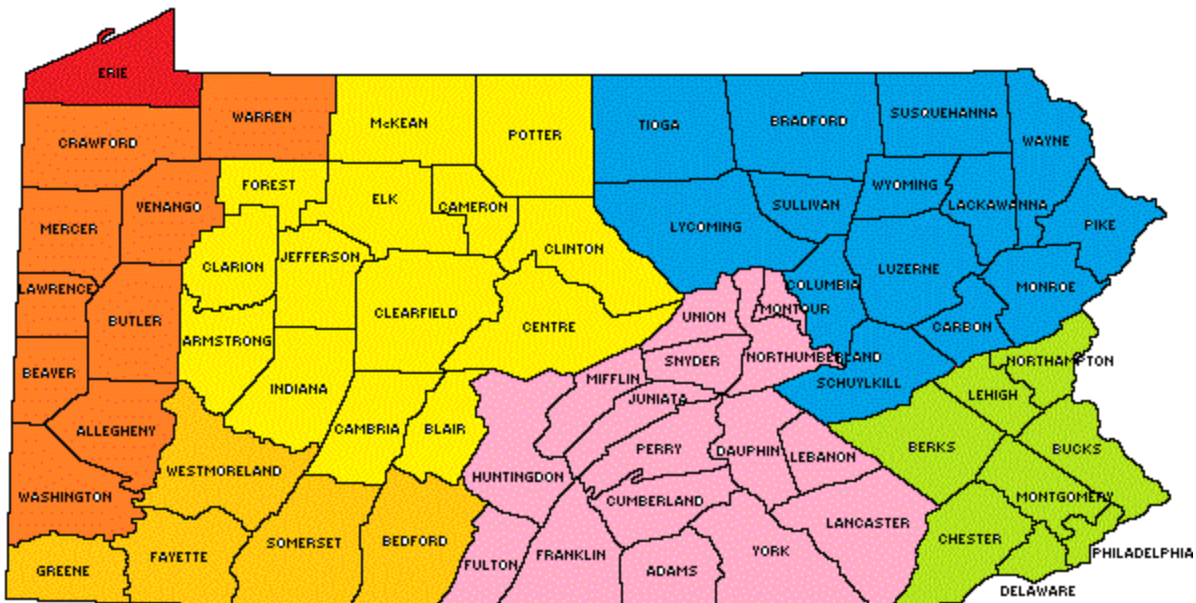 ERIE
WARREN
McKEAN
POTTER
TIOGA
BRADFORD
SUSQUEHANNA
WAYNE
CRAWFORD
FOREST
ELK
CAMERON
WYOMING
LACKAWANNA
SULLIVAN
VENANGO
MERCER
CLINTON
LYCOMING
PIKE
CLARION
JEFFERSON
LUZERNE
LAWRENCE
COLUMBIA
MONROE
BUTLER
CLEARFIELD
MONTOUR
UNION
CENTRE
CARBON
ARMSTRONG
NORTHUMBERLAND
SNYDER
NORTHAMPTON
BEAVER
INDIANA
MIFFLIN
SCHUYLKILL
LEHIGH
JUNIATA
ALLEGHENY
CAMBRIA
BLAIR
PERRY
DAUPHIN
LEBANON
BERKS
BUCKS
WESTMORELAND
HUNTINGDON
WASHINGTON
CUMBERLAND
MONTGOMERY
LANCASTER
SOMERSET
BEDFORD
CHESTER
FAYETTE
FRANKLIN
YORK
PHILADELPHIA
GREENE
FULTON
ADAMS
DELAWARE